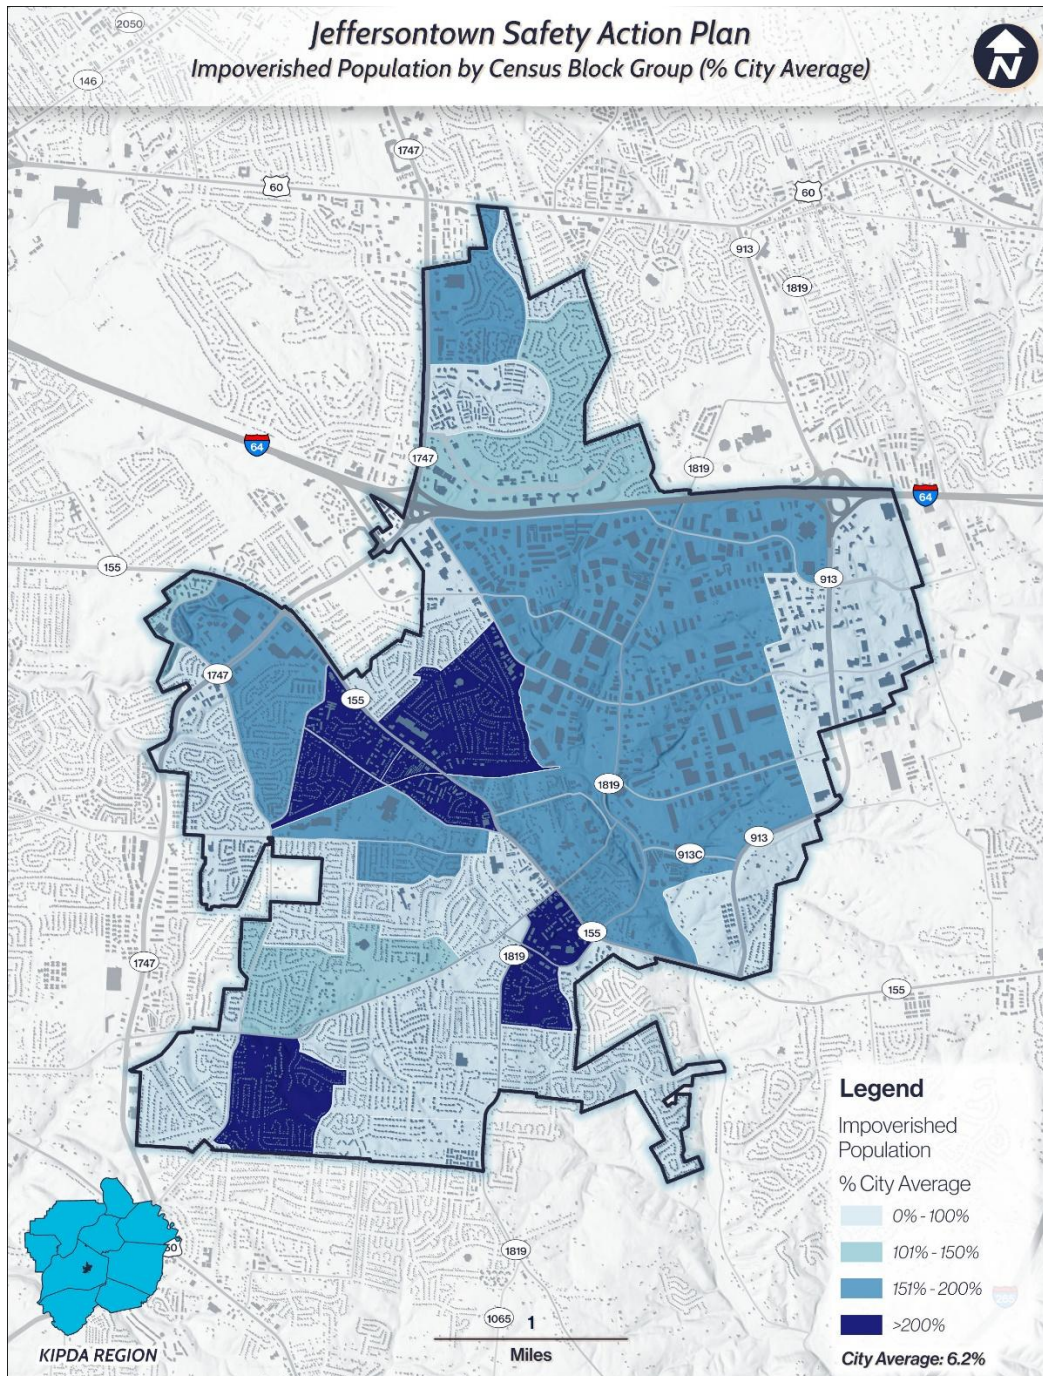 Jeffersontown Safety Action Plan
Impoverished Population by Census Block Group (% City Average)
N
2050
146
1747
60
60
913
1819
64
1747
1819
64
155
913
1747
155
1819
913
913C
155
1819
1747
155
Legend
Impoverished
Population
% City Average
0% - 100%
101% - 150%
151% - 200%
>200%
City Average: 6.2%
265
60
KIPDA REGION
1819
1065
1
Miles